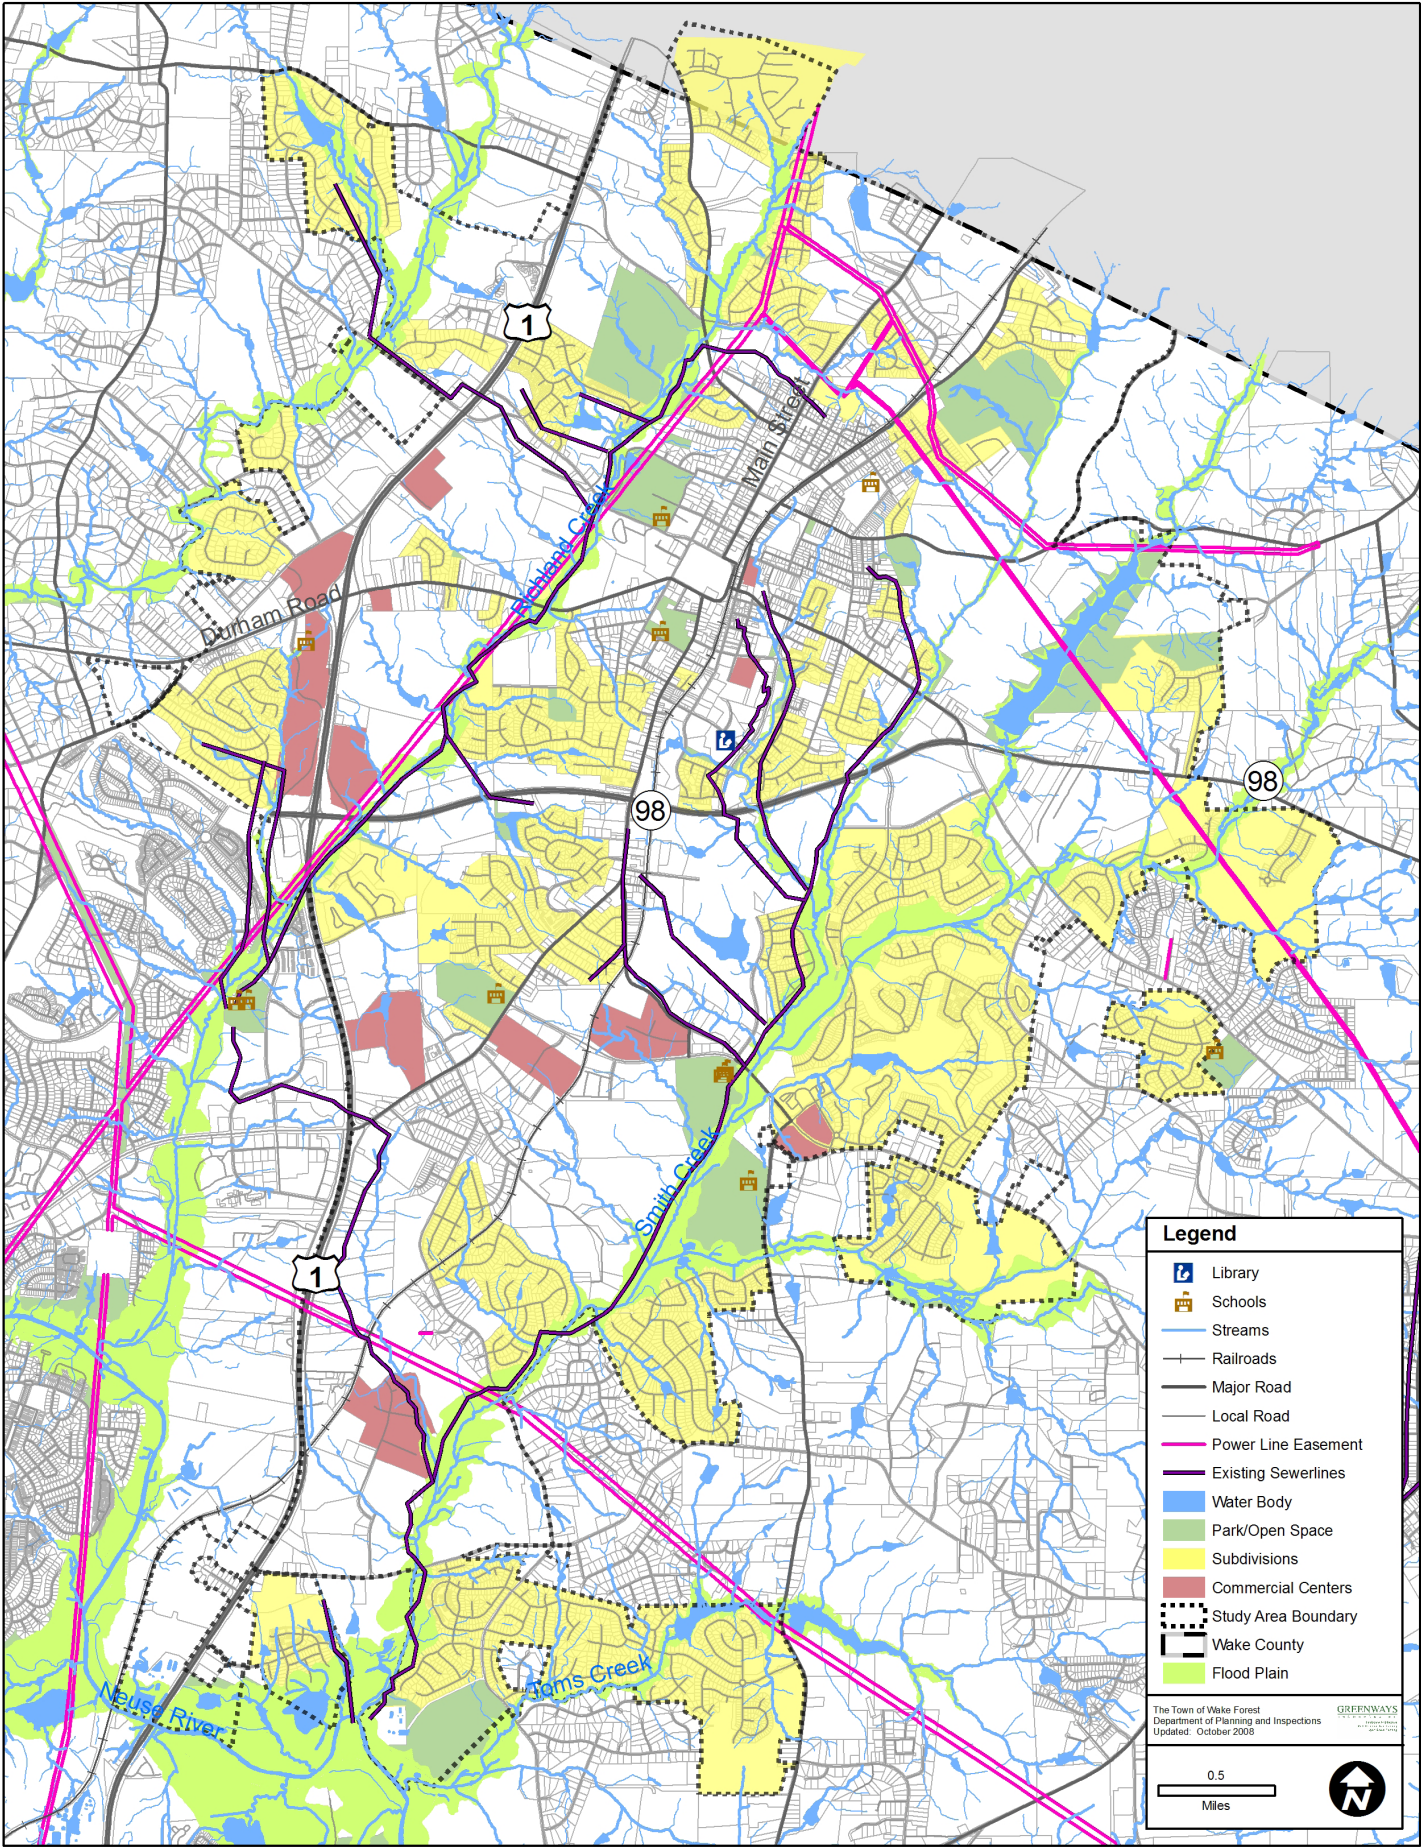 1
Main Street
Richland Creek
Durham Road
98
98
Smith Creek
1
Toms Creek
Neuse River
Legend
Library
Schools
Streams
Railroads
Major Road
Local Road
Power Line Easement
Existing Sewerlines
Water Body
Park/Open Space
Subdivisions
Commercial Centers
Study Area Boundary
Wake County
Flood Plain
The Town of Wake Forest
Department of Planning and Inspections
Updated: October 2008
GREENWAYS
0.5
Miles
N